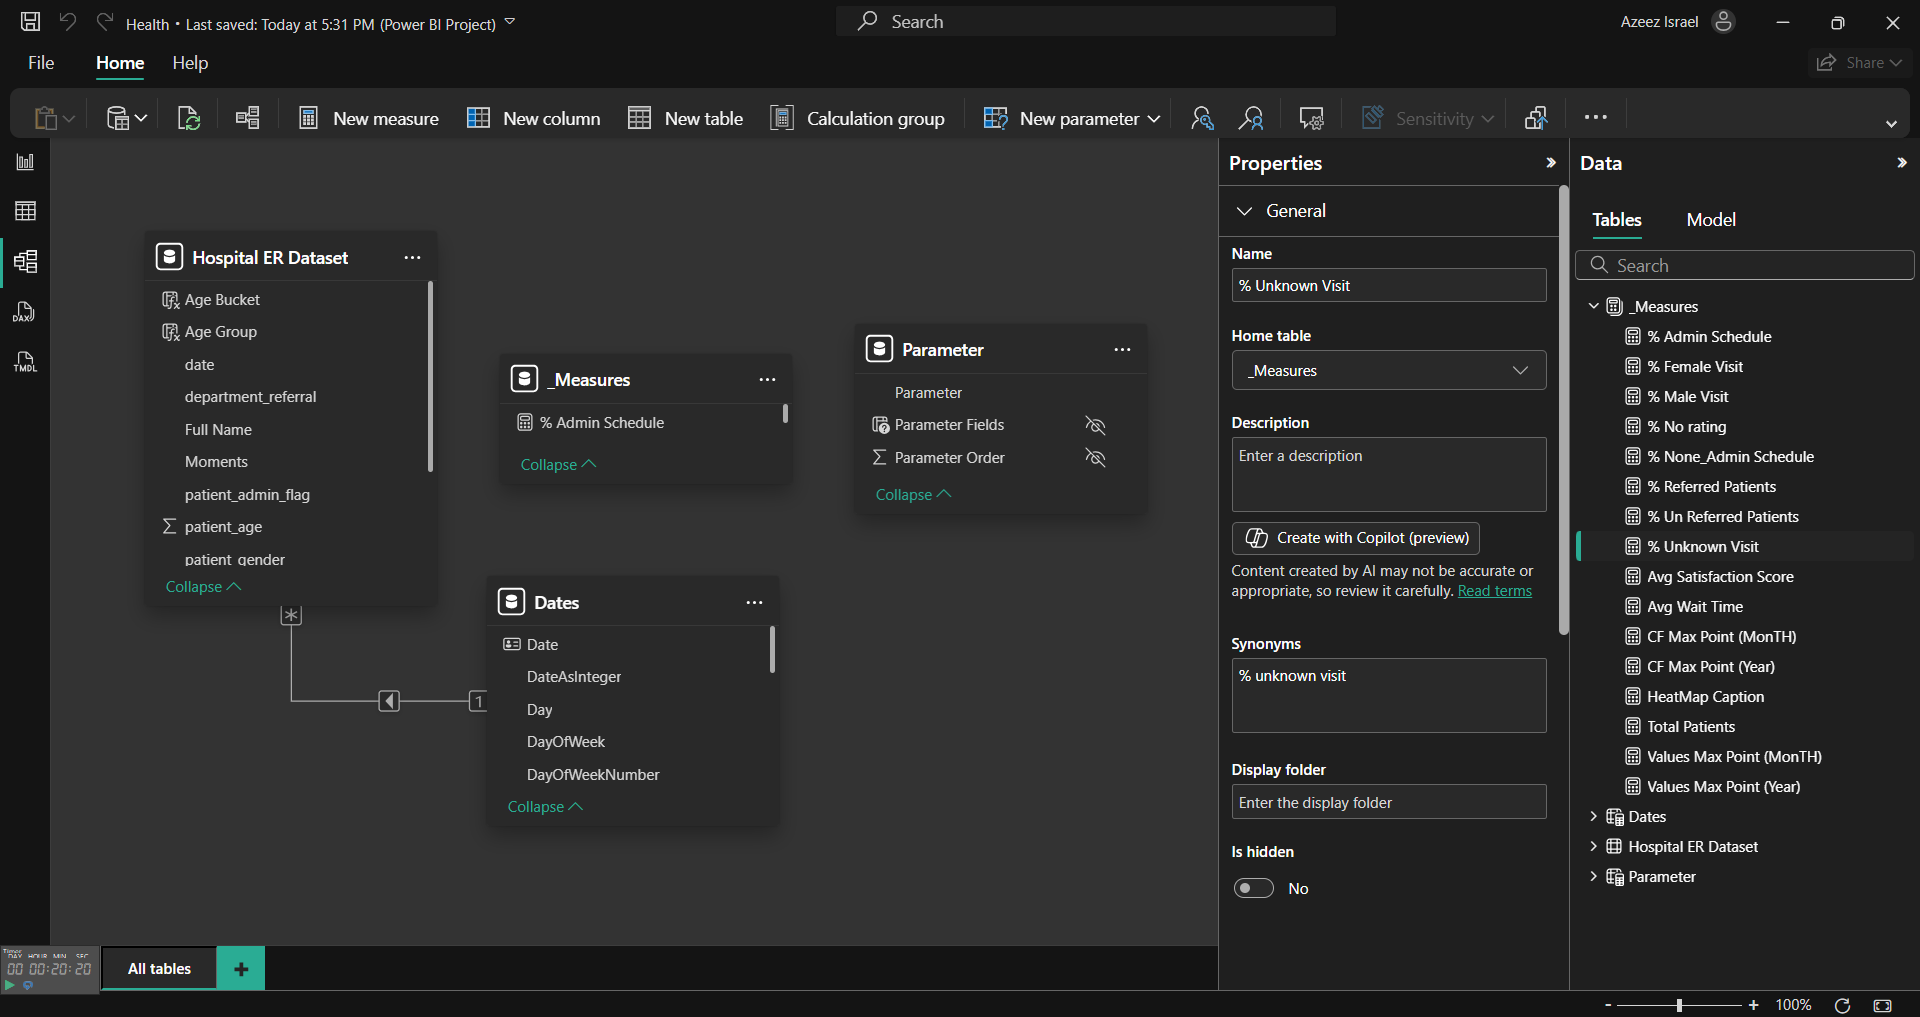 Health • Last saved: Today at 5:31 PM (Power BI Project)
Search
Azeez Israel
File
Home
Help
Share
New measure
New column
New table
Calculation group
New parameter
Sensitivity
DAX
TMDL
Hospital ER Dataset
Age Bucket
Age Group
date
department_referral
Full Name
Moments
patient_admin_flag
patient_age
patient_gender
Collapse
_Measures
% Admin Schedule
Collapse
Parameter
Parameter
Parameter Fields
Parameter Order
Collapse
Dates
Date
DateAsInteger
Day
DayOfWeek
DayOfWeekNumber
Collapse
*
1
Properties
General
Name
% Unknown Visit
Home table
_Measures
Description
Enter a description
Create with Copilot (preview)
Content created by AI may not be accurate or
appropriate, so review it carefully. Read terms
Synonyms
% unknown visit
Display folder
Enter the display folder
Is hidden
No
Data
Tables
Model
Search
_Measures
% Admin Schedule
% Female Visit
% Male Visit
% No rating
% None_Admin Schedule
% Referred Patients
% Un Referred Patients
% Unknown Visit
Avg Satisfaction Score
Avg Wait Time
CF Max Point (MonTH)
CF Max Point (Year)
HeatMap Caption
Total Patients
Values Max Point (MonTH)
Values Max Point (Year)
Dates
Hospital ER Dataset
Parameter
Timer
DAY HOUR MIN SEC
00 00:20:20
All tables
+
- + 100%